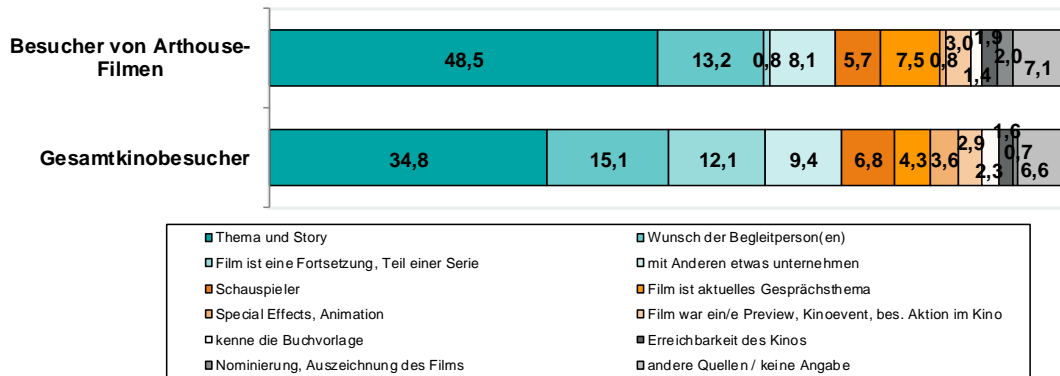 Besucher von Arthouse-
Filmen
48,5 13,2 0,8 8,1 5,7 7,5 0,8 3,0 1,4 1,9 2,0 7,1
Gesamtkinobesucher
34,8 15,1 12,1 9,4 6,8 4,3 3,6 2,9 2,3 1,6 0,7 6,6
Thema und Story
Wunsch der Begleitperson(en)
Film ist eine Fortsetzung, Teil einer Serie
mit Anderen etwas unternehmen
Schauspieler
Film ist aktuelles Gesprächsthema
Special Effects, Animation
Film war ein/e Preview, Kinoevent, bes. Aktion im Kino
kenne die Buchvorlage
Erreichbarkeit des Kinos
Nominierung, Auszeichnung des Films
andere Quellen / keine Angabe